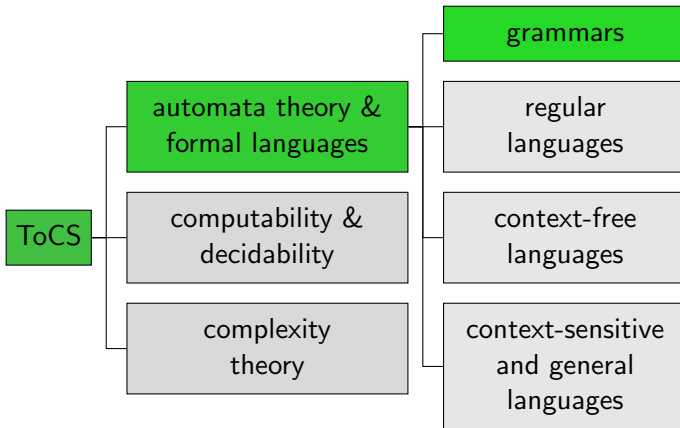 ToCS
automata theory &
formal languages
computability &
decidability
complexity
theory
grammars
regular
languages
context-free
languages
context-sensitive
and general
languages